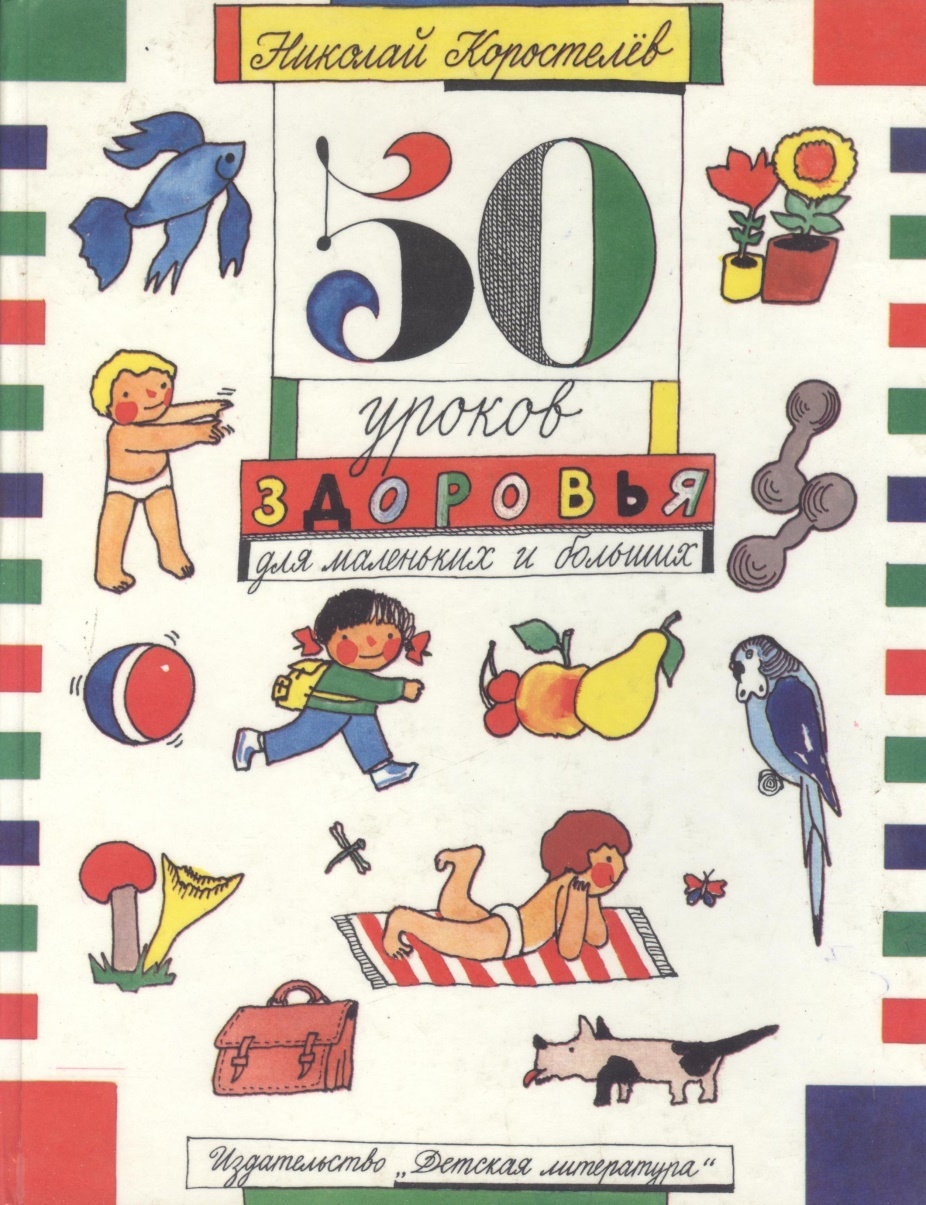 Николай Коростелёв
50
уроков
ЗДОРОВЬЯ
для маленьких и больших
Издательство „Детская литература“